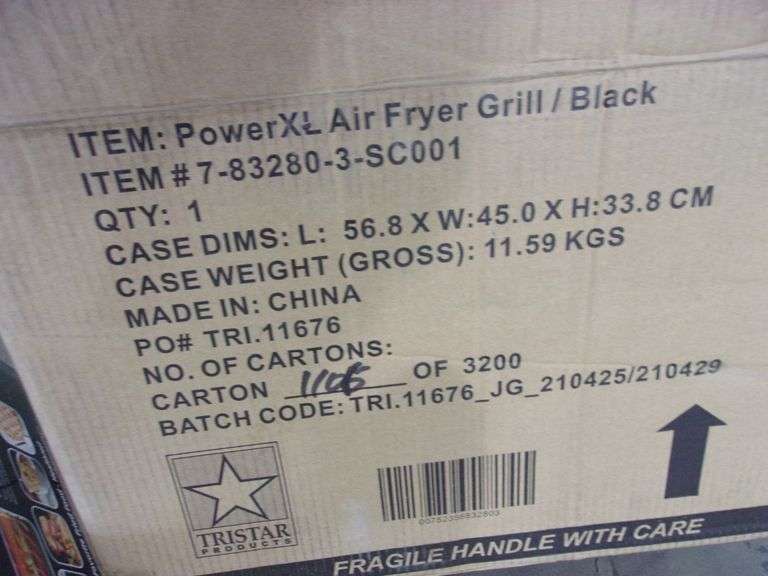 ITEM: PowerXL Air Fryer Grill / Black
ITEM # 7-83280-3-SC001
QTY: 1
CASE DIMS: L: 56.8 X W:45.0 X H:33.8 CM
CASE WEIGHT (GROSS): 11.59 KGS
MADE IN: CHINA
PO# TRI.11676
NO. OF CARTONS:
CARTON 1106 OF 3200
BATCH CODE: TRI.11676_JG_210425/210429
TRISTAR
PRODUCTS
FRAGILE HANDLE WITH CARE